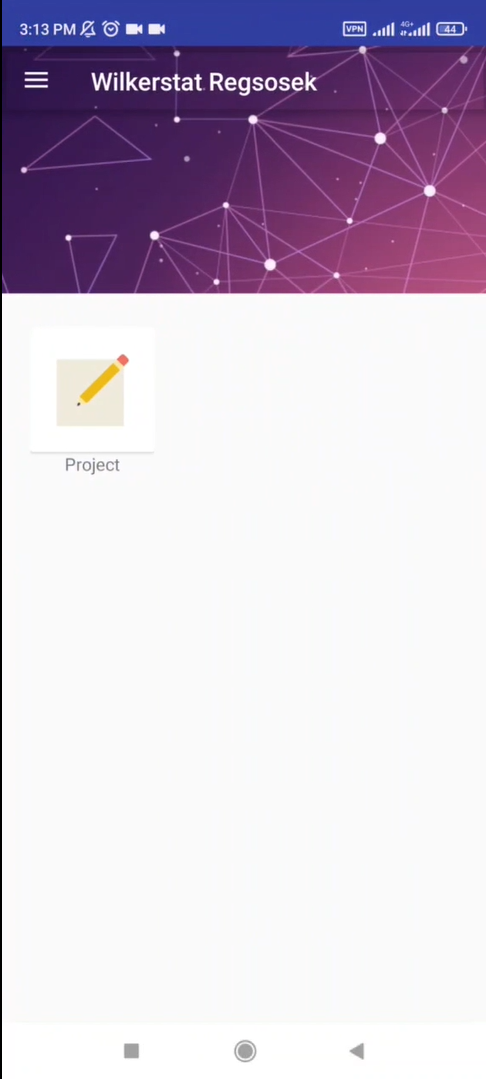 3:13 PM VPN 4G+ 44
Wilkerstat Regsosek
Project